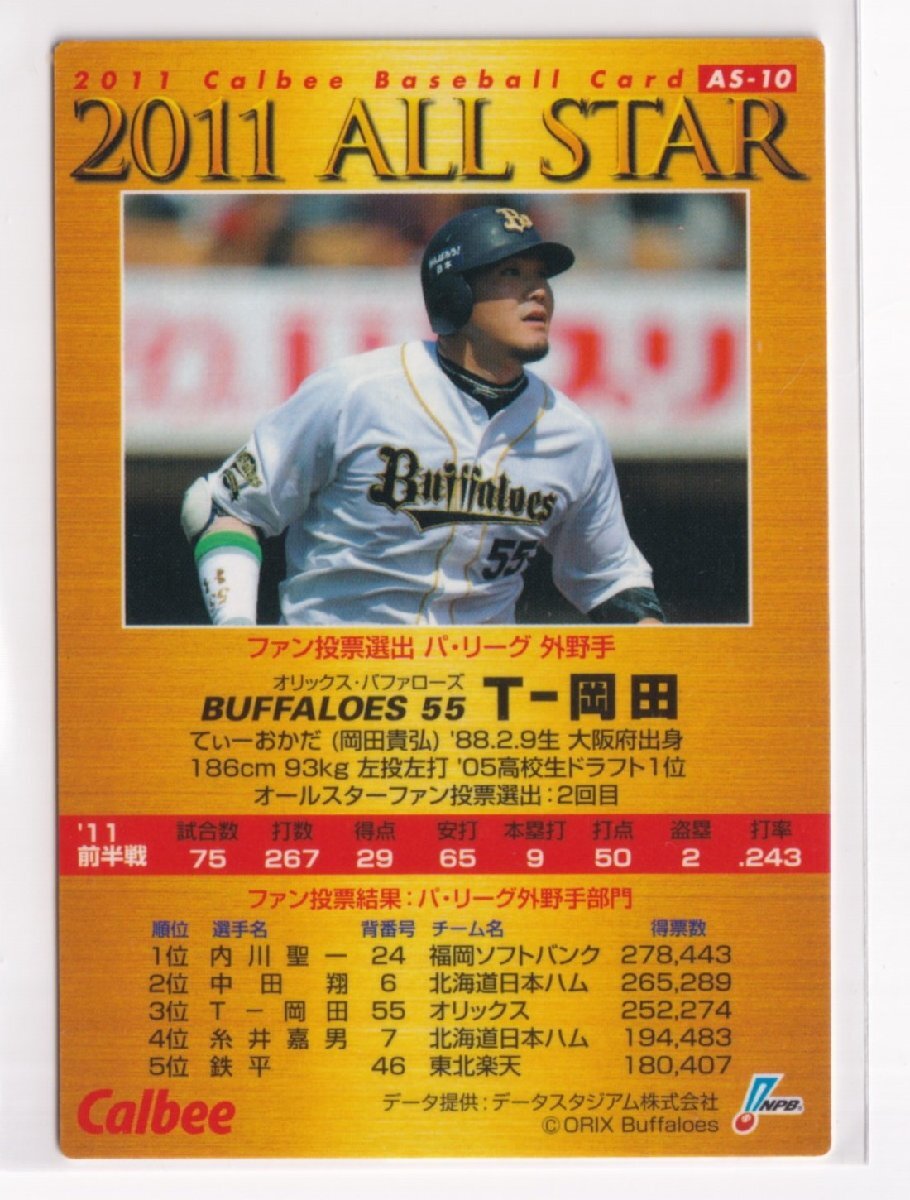 2011 Calbee Baseball Card AS-10
2011 ALL STAR
がんばろう!
日本
Buffaloes
55
ファン投票選出 パ・リーグ 外野手
オリックス・バファローズ
BUFFALOES 55 T-岡田
てぃーおかだ (岡田貴弘) '88.2.9生 大阪府出身
186cm 93kg 左投左打 '05高校生ドラフト1位
オールスターファン投票選出:2回目
'11 前半戦 試合数 打数 得点 安打 本塁打 打点 盗塁 打率
75 267 29 65 9 50 2 .243
ファン投票結果:パ・リーグ外野手部門
順位 選手名 背番号 チーム名 得票数
1位 内川聖一 24 福岡ソフトバンク 278,443
2位 中田翔 6 北海道日本ハム 265,289
3位 T-岡田 55 オリックス 252,274
4位 糸井嘉男 7 北海道日本ハム 194,483
5位 鉄平 46 東北楽天 180,407
Calbee
データ提供:データスタジアム株式会社
©ORIX Buffaloes
NPB